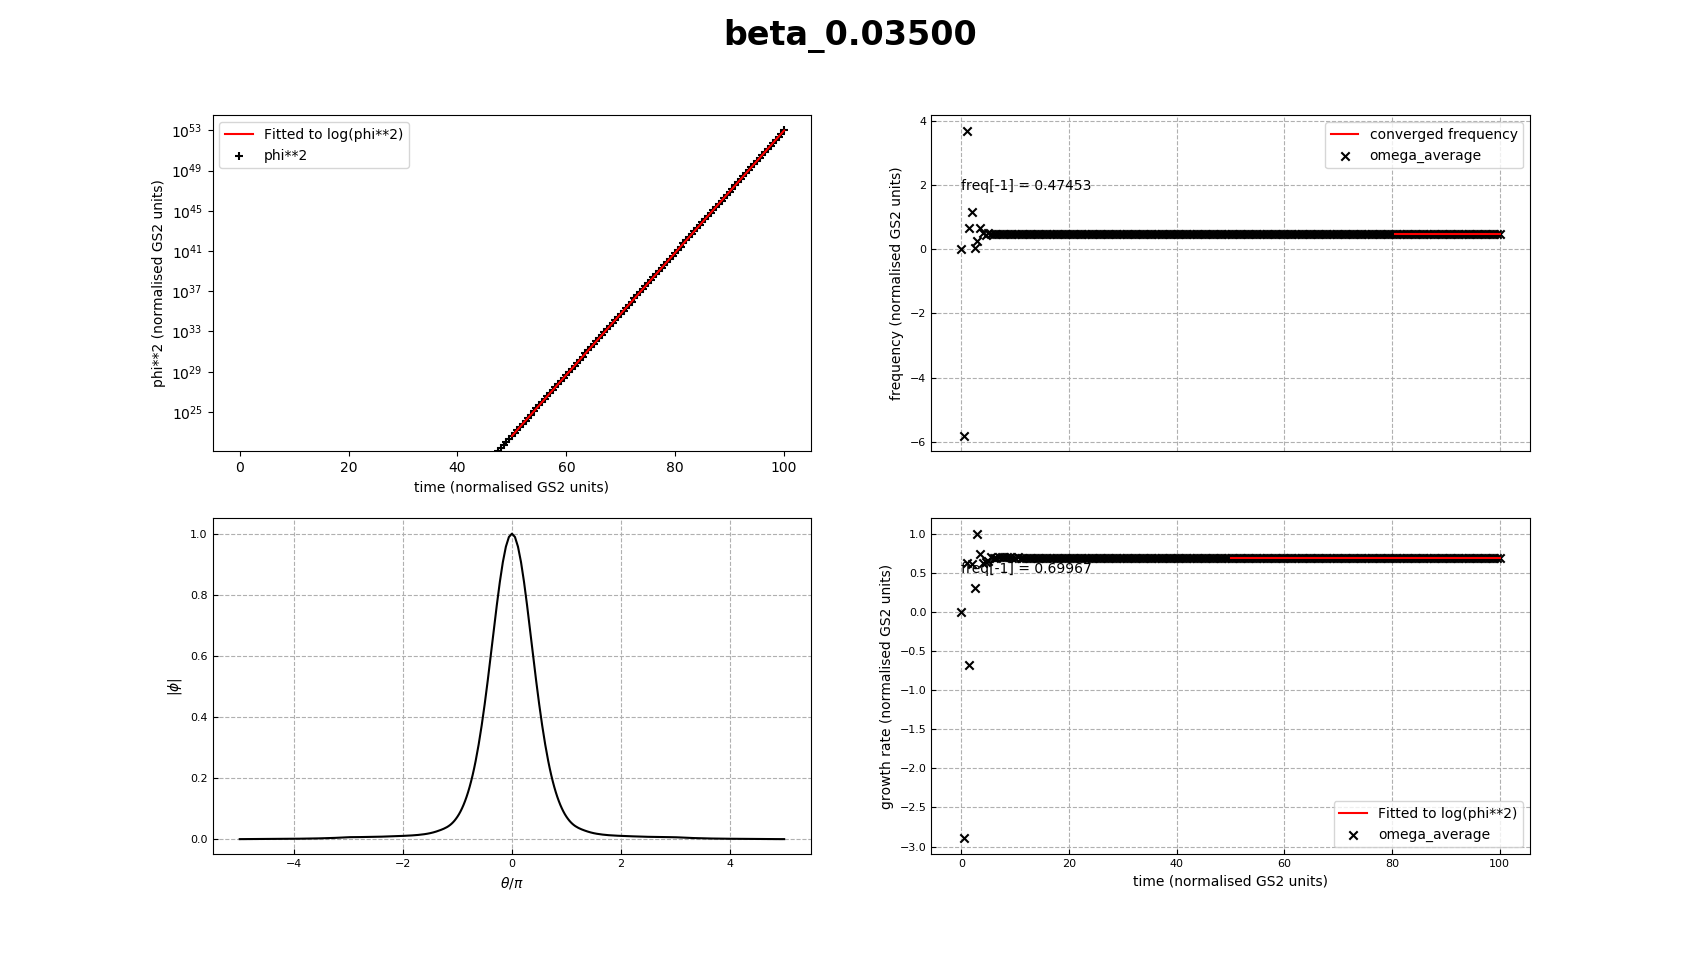 beta_0.03500
Fitted to log(phi**2)
phi**2
10^53
10^49
10^45
10^41
10^37
10^33
10^29
10^25
phi**2 (normalised GS2 units)
0 20 40 60 80 100
time (normalised GS2 units)
converged frequency
omega_average
freq[-1] = 0.47453
4
2
0
−2
−4
−6
frequency (normalised GS2 units)
1.0
0.8
0.6
0.4
0.2
0.0
|ϕ|
−4 −2 0 2 4
θ/π
freq[-1] = 0.69967
1.0
0.5
0.0
−0.5
−1.0
−1.5
−2.0
−2.5
−3.0
growth rate (normalised GS2 units)
Fitted to log(phi**2)
omega_average
0 20 40 60 80 100
time (normalised GS2 units)